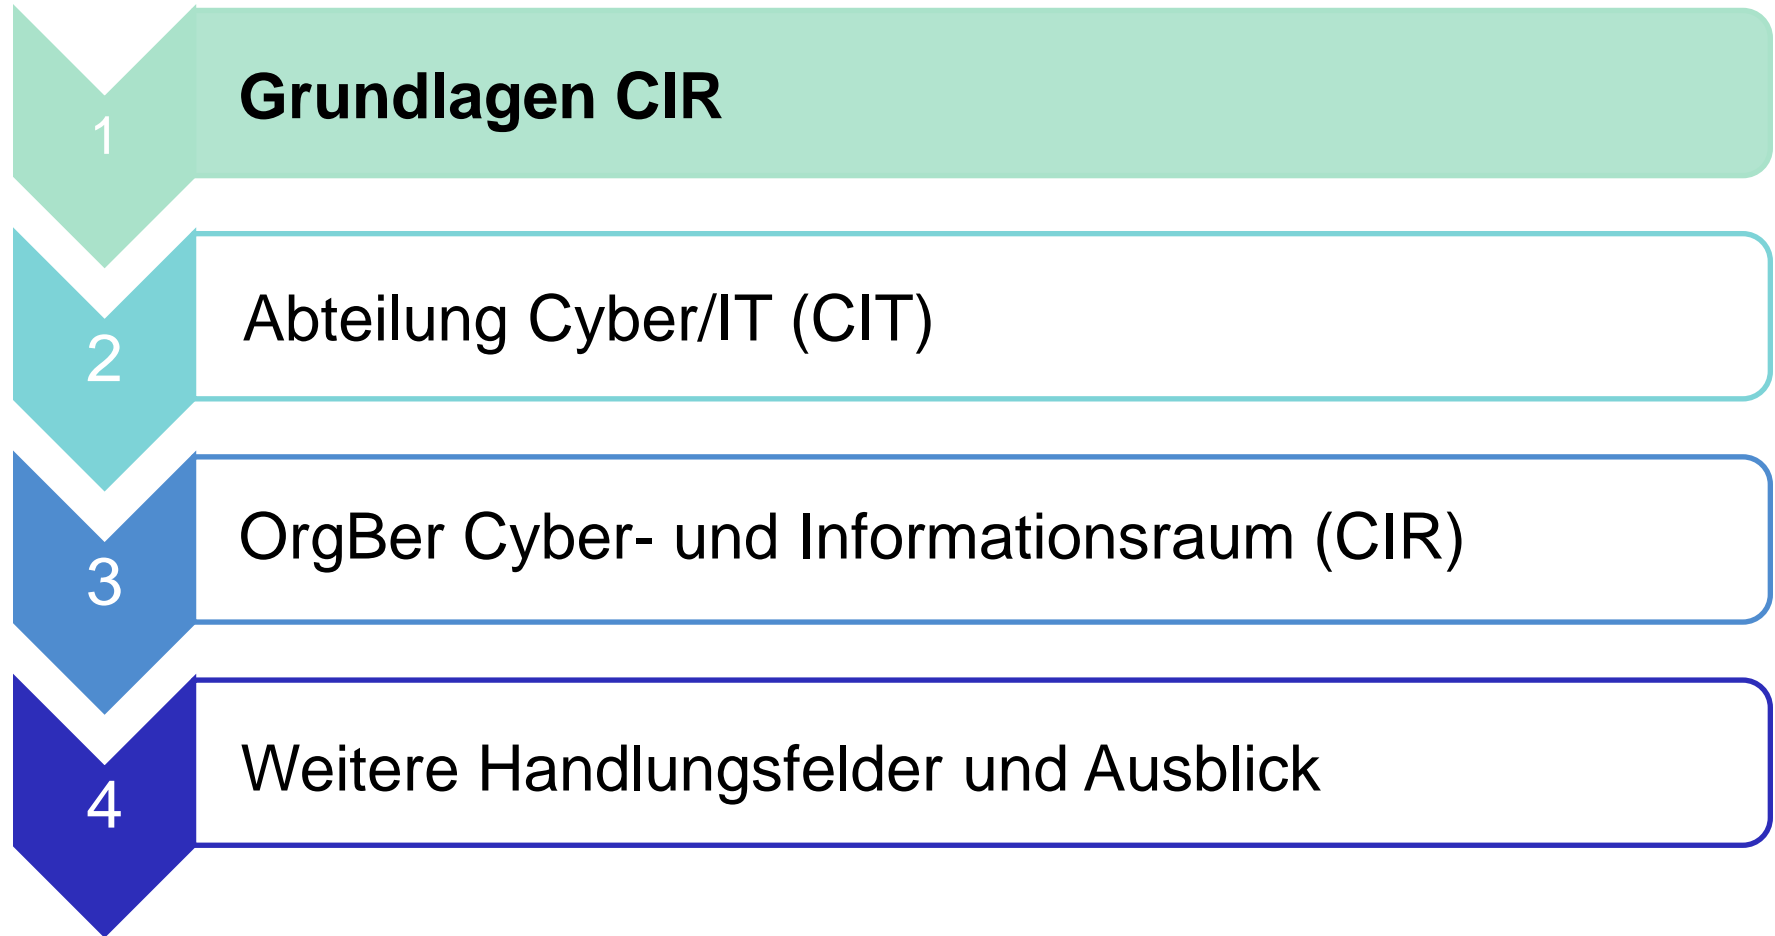 1
Grundlagen CIR
2
Abteilung Cyber/IT (CIT)
3
OrgBer Cyber- und Informationsraum (CIR)
4
Weitere Handlungsfelder und Ausblick